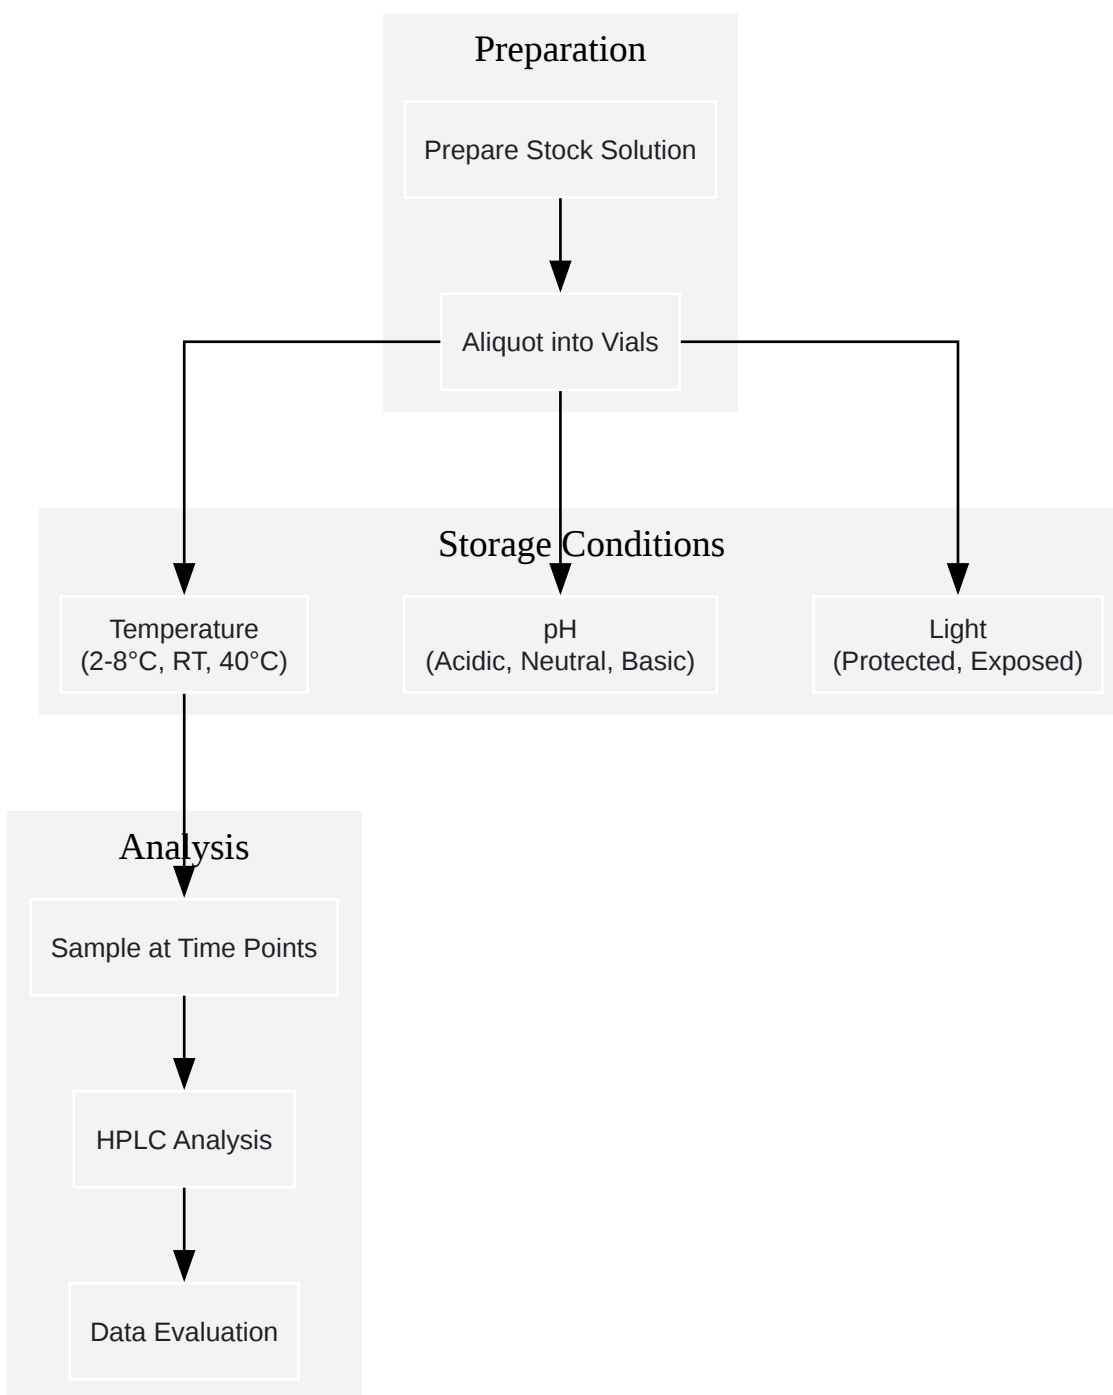 Preparation
Prepare Stock Solution
Aliquot into Vials
Storage Conditions
Temperature
(2-8°C, RT, 40°C)
pH
(Acidic, Neutral, Basic)
Light
(Protected, Exposed)
Analysis
Sample at Time Points
HPLC Analysis
Data Evaluation